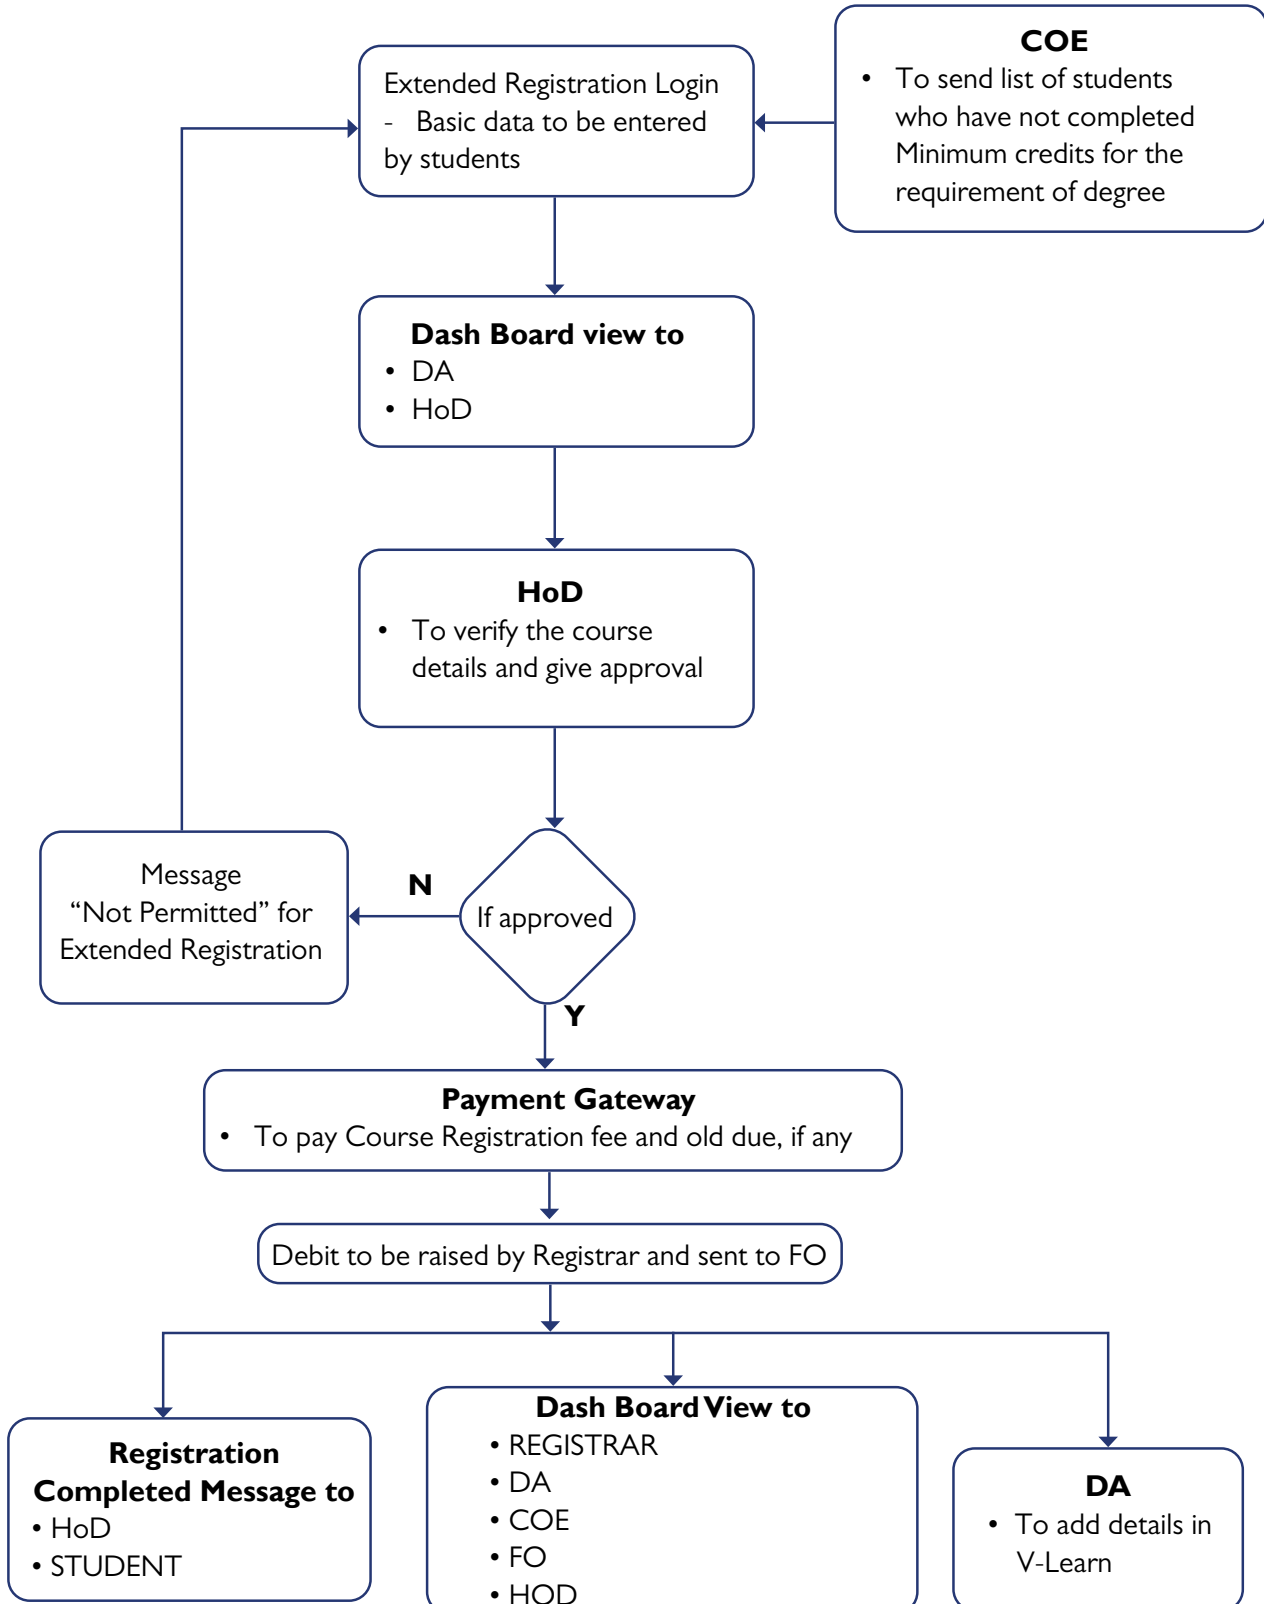 COE
• To send list of students
who have not completed
Minimum credits for the
requirement of degree
Extended Registration Login
- Basic data to be entered
by students
Dash Board view to
• DA
• HoD
HoD
• To verify the course
details and give approval
If approved
N
Message
“Not Permitted” for
Extended Registration
Y
Payment Gateway
• To pay Course Registration fee and old due, if any
Debit to be raised by Registrar and sent to FO
Registration
Completed Message to
• HoD
• STUDENT
Dash Board View to
• REGISTRAR
• DA
• COE
• FO
• HOD
DA
• To add details in
V-Learn